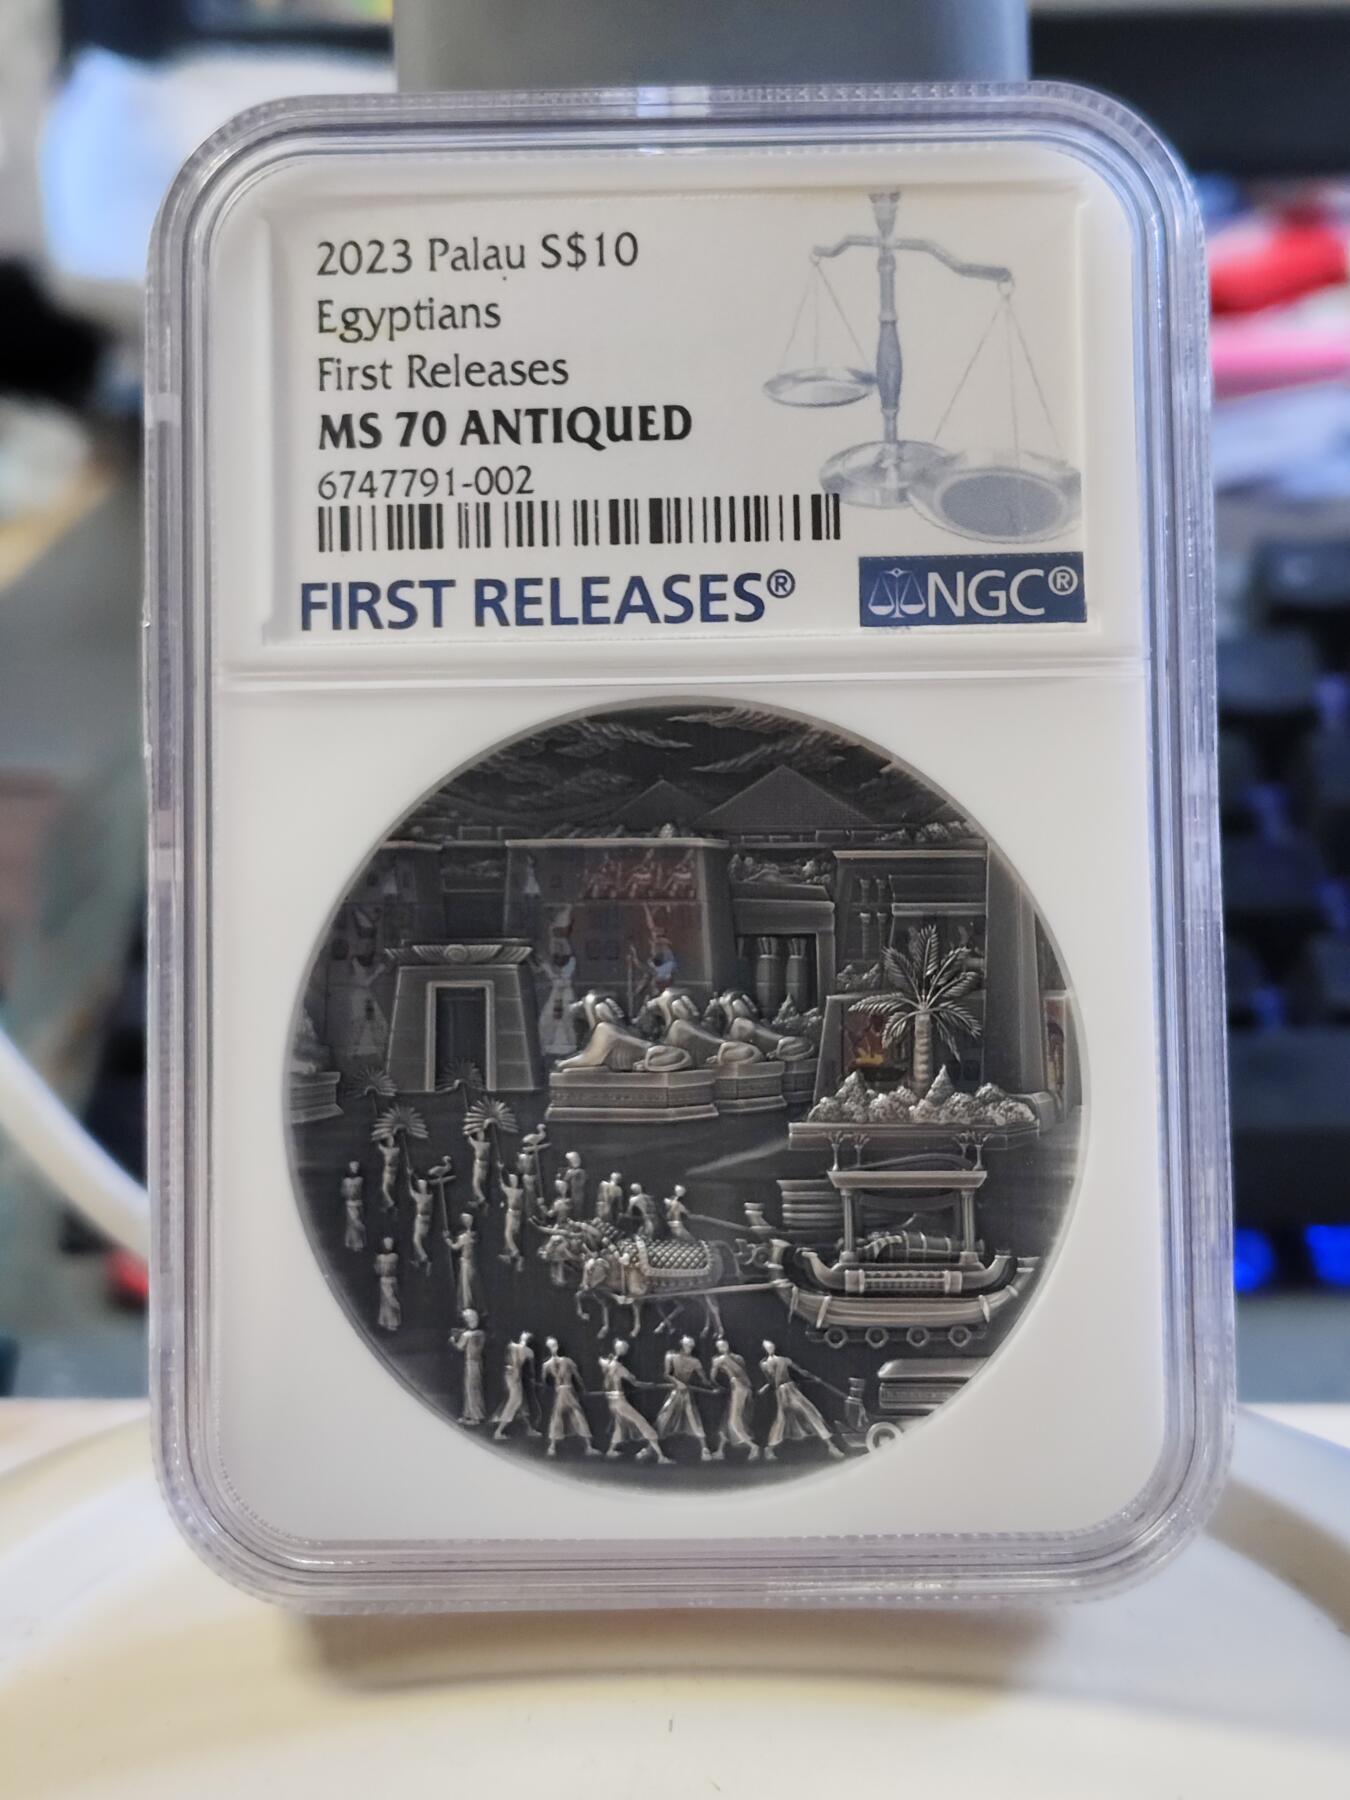 2023 Palau S$10
Egyptians
First Releases
MS 70 ANTIQUED
6747791-002
FIRST RELEASES®
NGC®